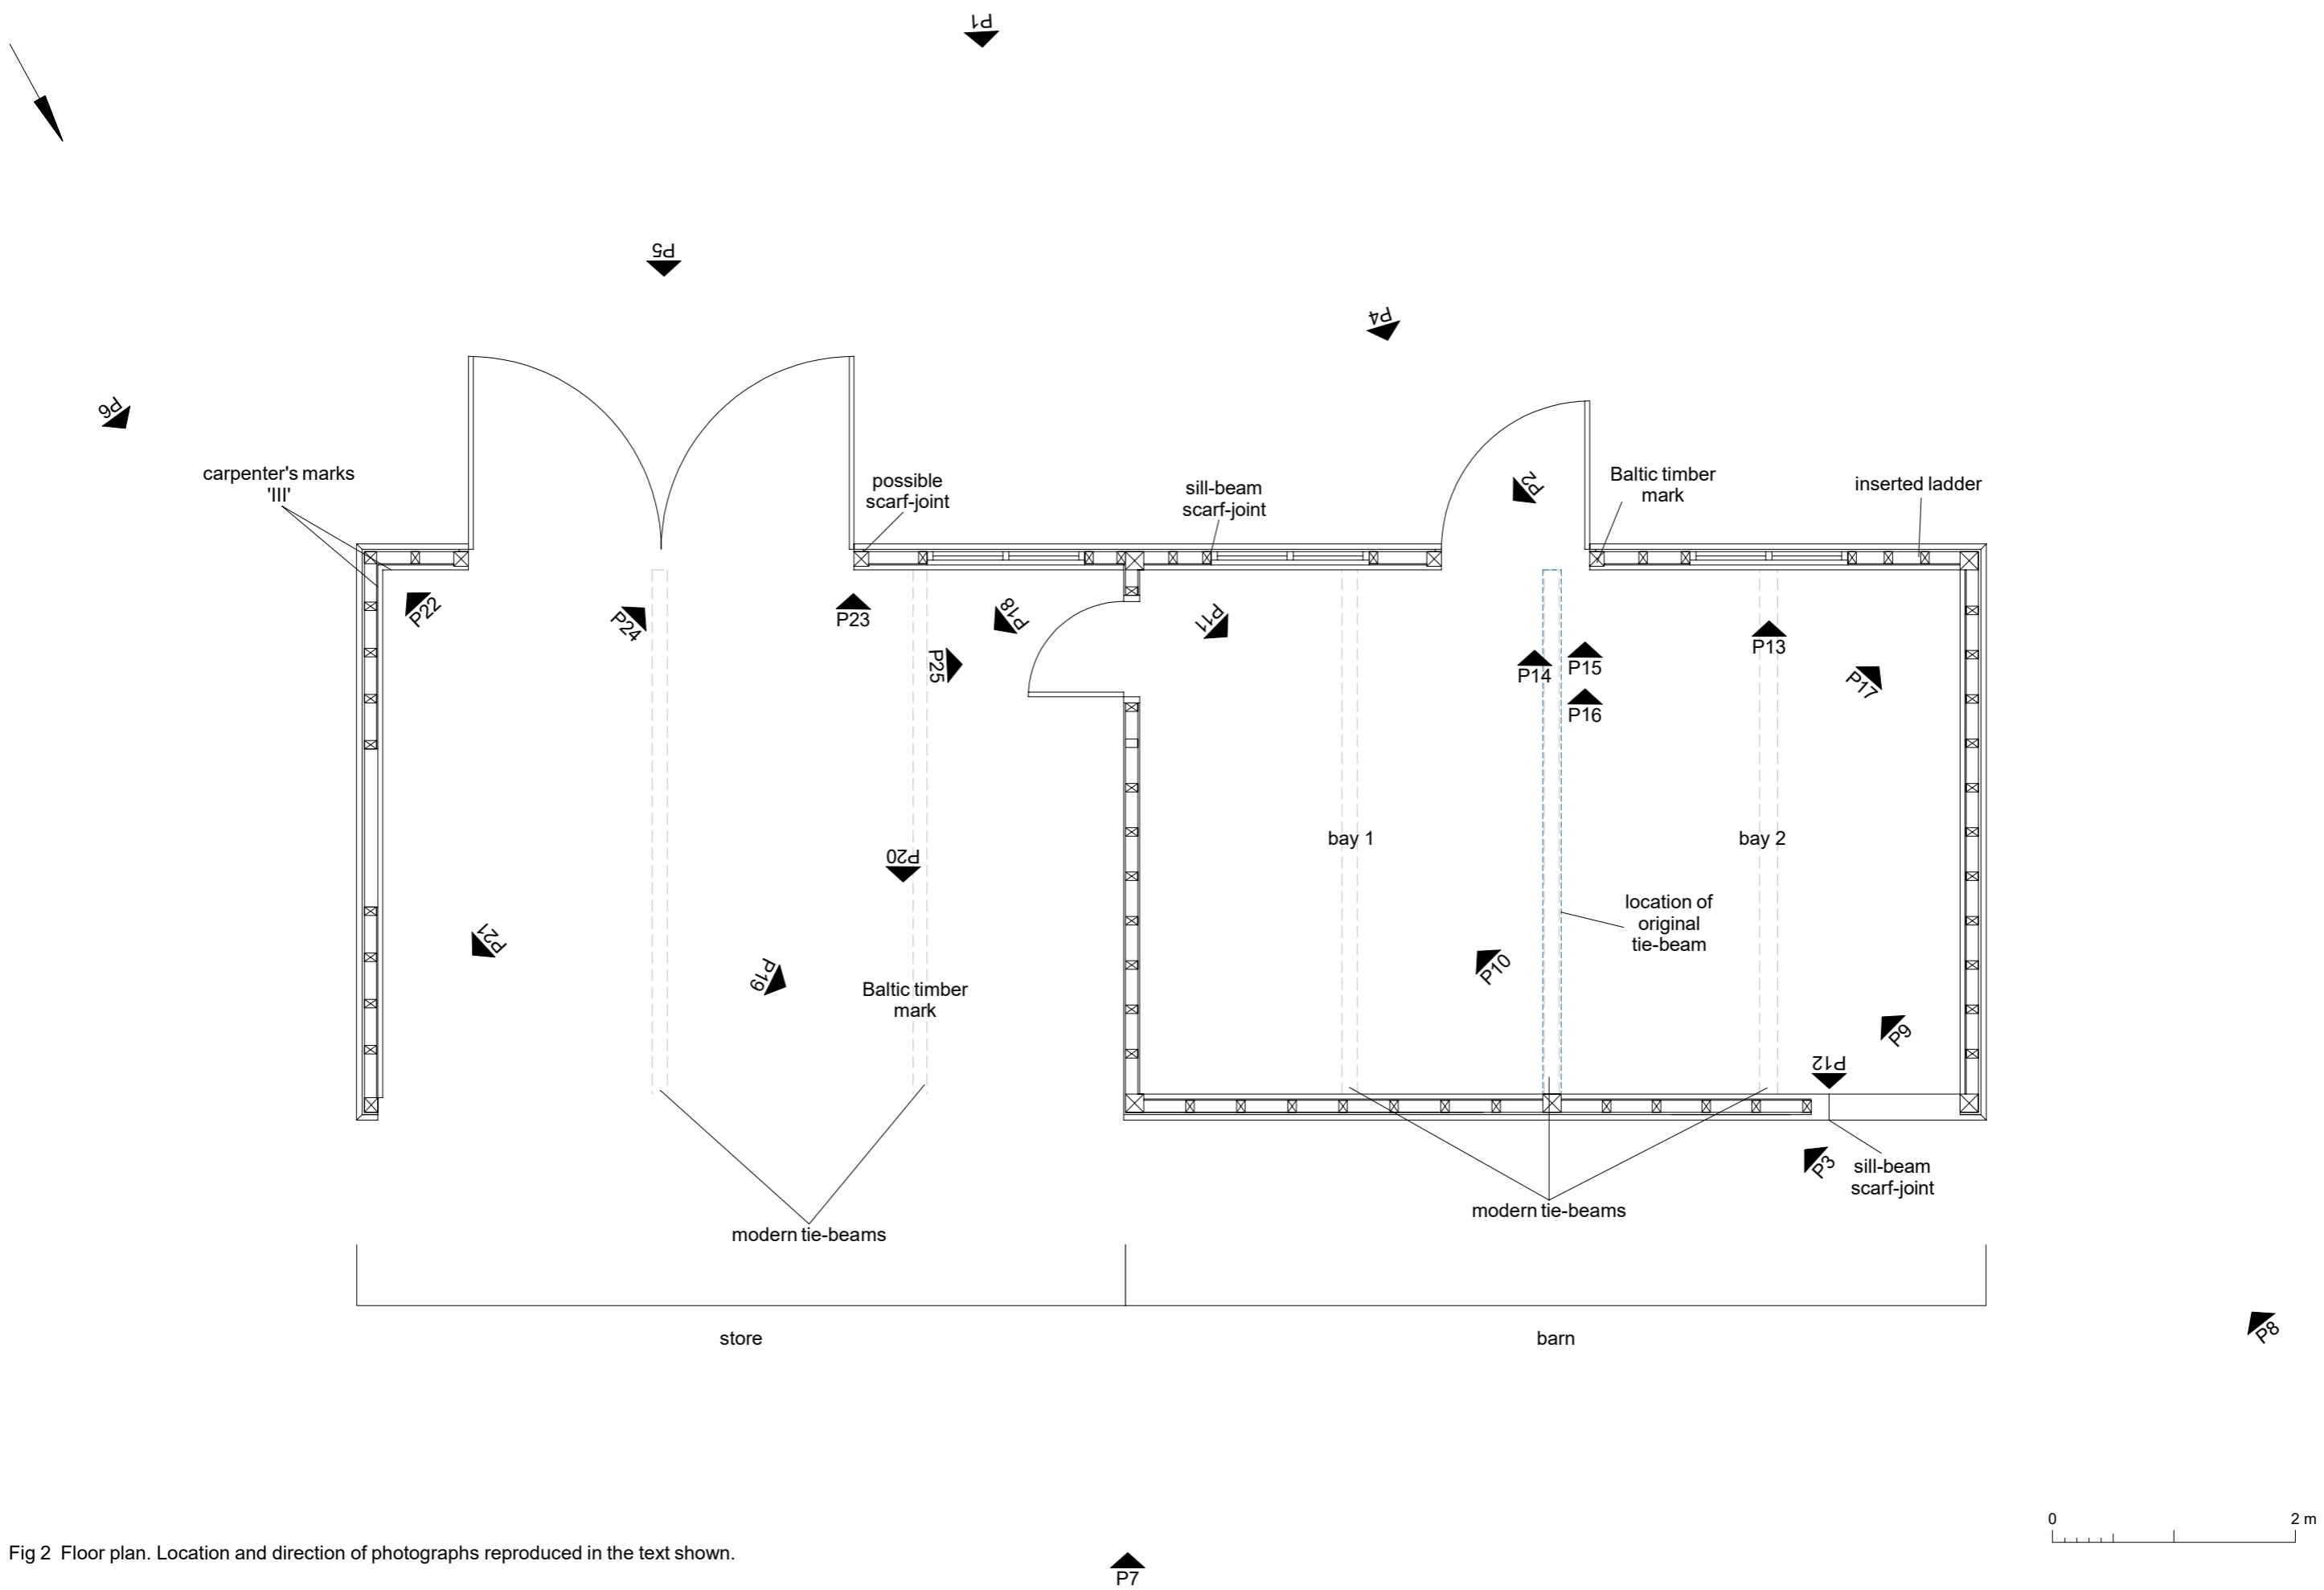 P1
P5
P4
P6
carpenter's marks
'III'
possible
scarf-joint
sill-beam
scarf-joint
P2
Baltic timber
mark
inserted ladder
P22
P24
P23
P18
P11
P25
P14
P15
P13
P16
P17
bay 1
bay 2
P20
location of
original
tie-beam
P21
P19
P10
Baltic timber
mark
P9
P12
P3
sill-beam
scarf-joint
modern tie-beams
modern tie-beams
store
barn
P8
0
2 m
Fig 2 Floor plan. Location and direction of photographs reproduced in the text shown.
P7